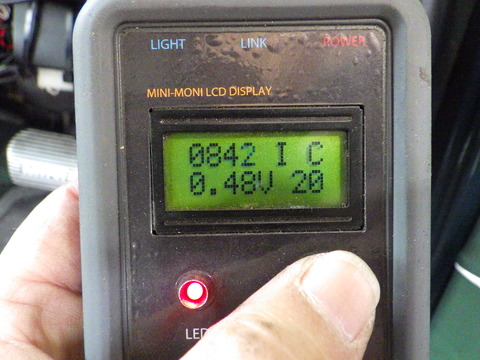 LIGHT LINK POWER
MINI-MONI LCD DISPLAY
0842 I C
0.48V 20
LED